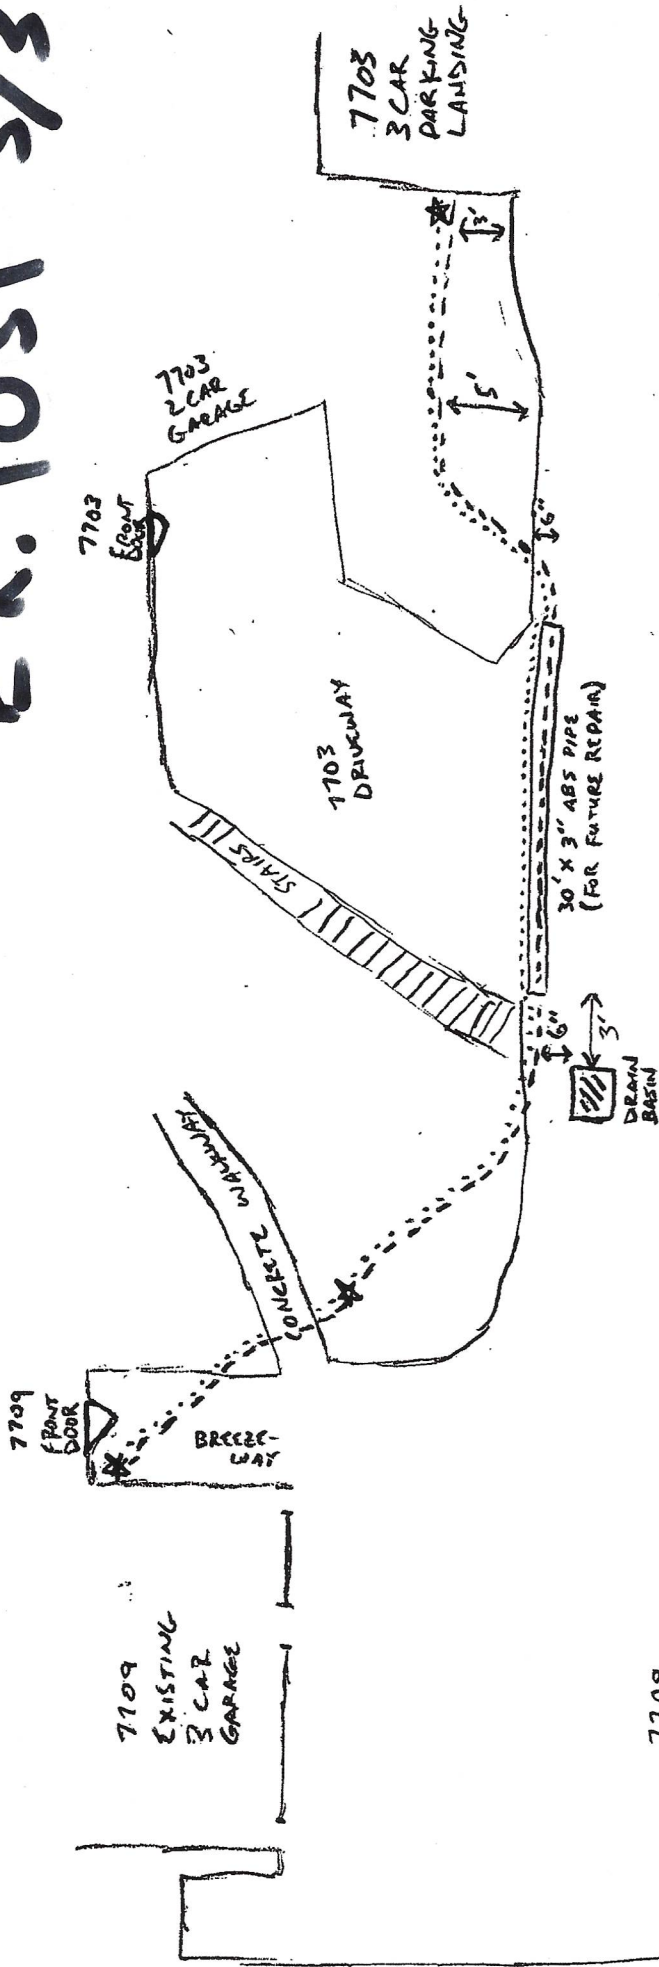 7703
3 CAR
PARKING
LANDING
3'
5'
6"
7703
2 CAR
GARAGE
7703
FRONT
DOOR
7703
DRIVEWAY
STAIRS
30' X 3" ABS PIPE
(FOR FUTURE REPAIR)
6"
3'
DRAIN
BASIN
CONCRETE WALKWAY
7709
FRONT
DOOR
BREEZE-
WAY
7709
EXISTING
3 CAR
GARAGE
7709